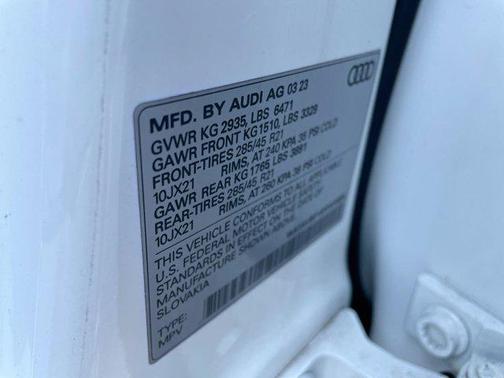 MFD. BY AUDI AG 03 23
GVWR KG 2935, LBS 6471
GAWR FRONT KG 1510, LBS 3329
FRONT-TIRES 285/45 R21
10JX21 RIMS, AT 240 KPA 35 PSI COLD
GAWR REAR KG 1765 LBS 3891
REAR-TIRES 285/45 R21
10JX21 RIMS, AT 260 KPA 38 PSI COLD
THIS VEHICLE CONFORMS TO ALL APPLICABLE
U.S. FEDERAL MOTOR VEHICLE SAFETY
STANDARDS IN EFFECT ON THE DATE OF
MANUFACTURE SHOWN ABOVE.
SLOVAKIA
TYPE:
MPV